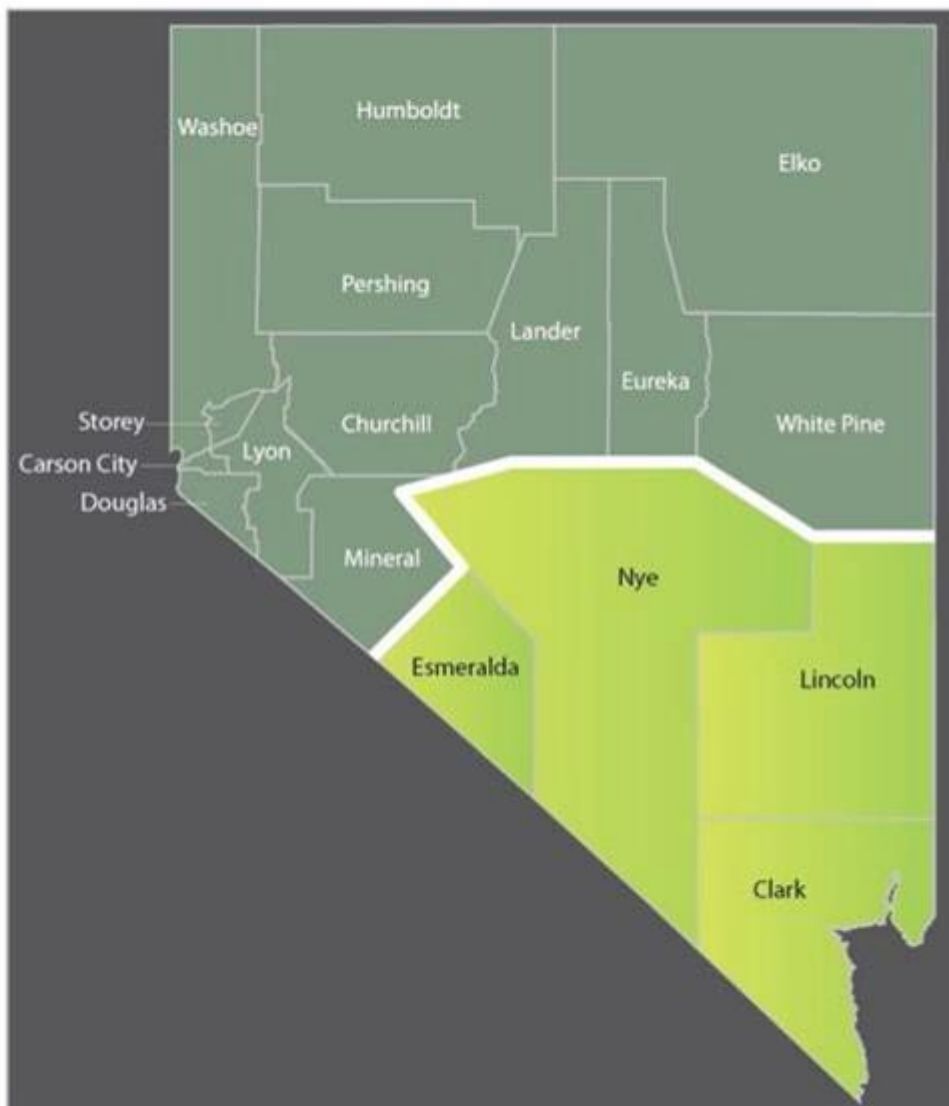 Humboldt
Washoe
Elko
Pershing
Lander
Eureka
Storey
Churchill
White Pine
Lyon
Carson City
Douglas
Mineral
Nye
Esmeralda
Lincoln
Clark